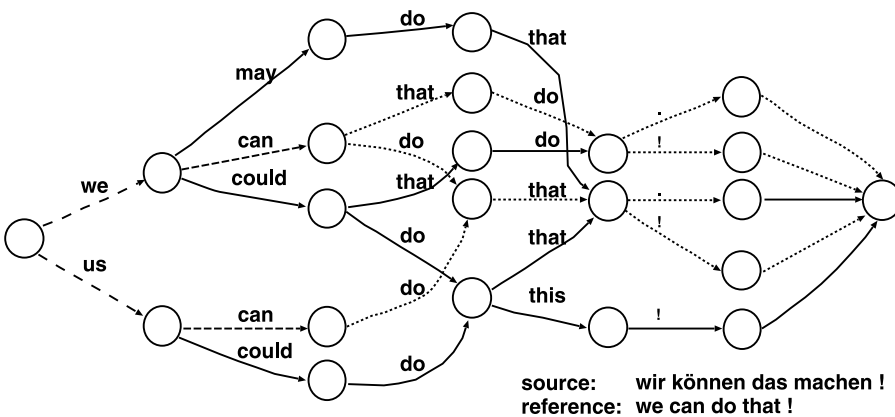 do
that
may
that
do
.
can
do
do
!
could
that
that
.
we
do
that
!
us
do
this
!
can
could
do
source: wir können das machen !
reference: we can do that !